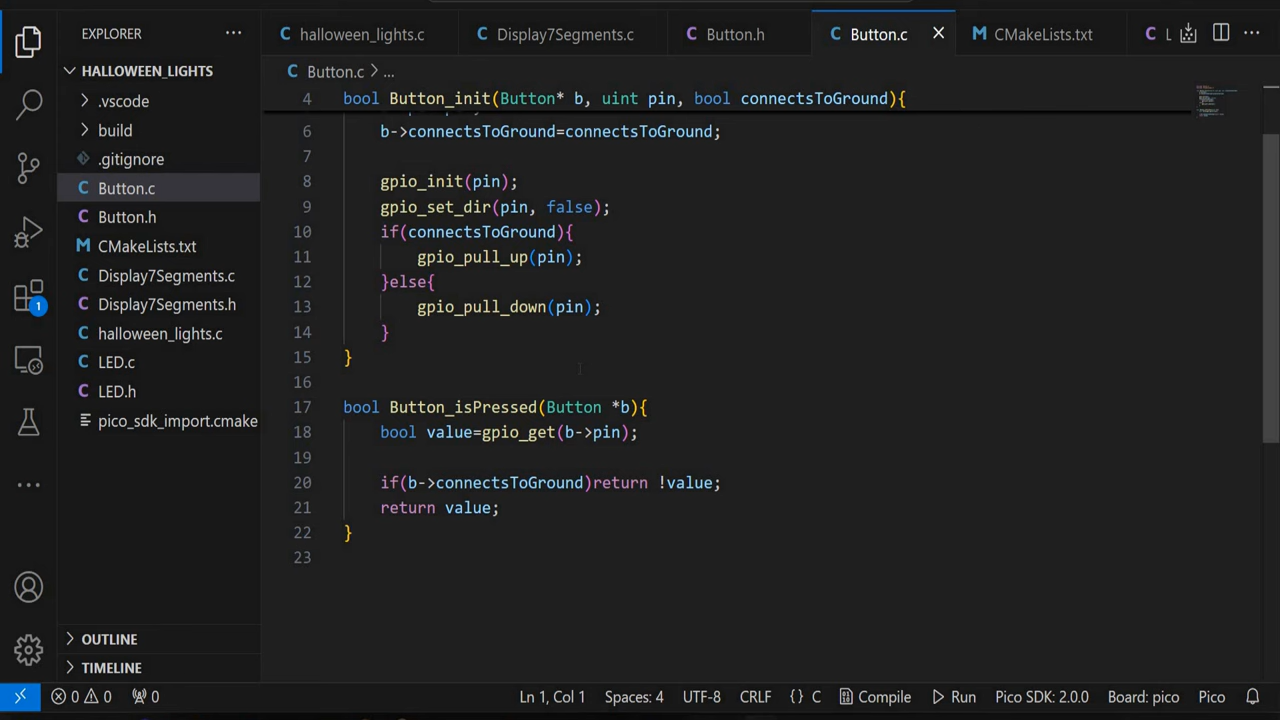 EXPLORER
HALLOWEEN_LIGHTS
.vscode
build
.gitignore
C Button.c
C Button.h
M CMakeLists.txt
C Display7Segments.c
C Display7Segments.h
C halloween_lights.c
C LED.c
C LED.h
pico_sdk_import.cmake
OUTLINE
TIMELINE
1
C halloween_lights.c C Display7Segments.c C Button.h C Button.c M CMakeLists.txt C L
C Button.c > ...
4 bool Button_init(Button* b, uint pin, bool connectsToGround){
6 b->connectsToGround=connectsToGround;
7
8 gpio_init(pin);
9 gpio_set_dir(pin, false);
10 if(connectsToGround){
11 gpio_pull_up(pin);
12 }else{
13 gpio_pull_down(pin);
14 }
15 }
16
17 bool Button_isPressed(Button *b){
18 bool value=gpio_get(b->pin);
19
20 if(b->connectsToGround)return !value;
21 return value;
22 }
23
0 0 0 Ln 1, Col 1 Spaces: 4 UTF-8 CRLF {} C Compile Run Pico SDK: 2.0.0 Board: pico Pico